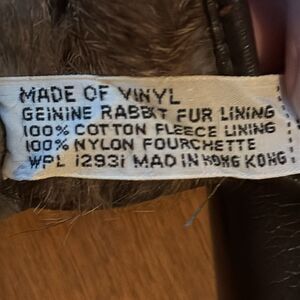 MADE OF VINYL
GEININE RABBKT FUR LINING
100% COTTON FLEECE LINING
100% NYLON FOURCHETTE
WPL 12931 MAD IN HONG KONG